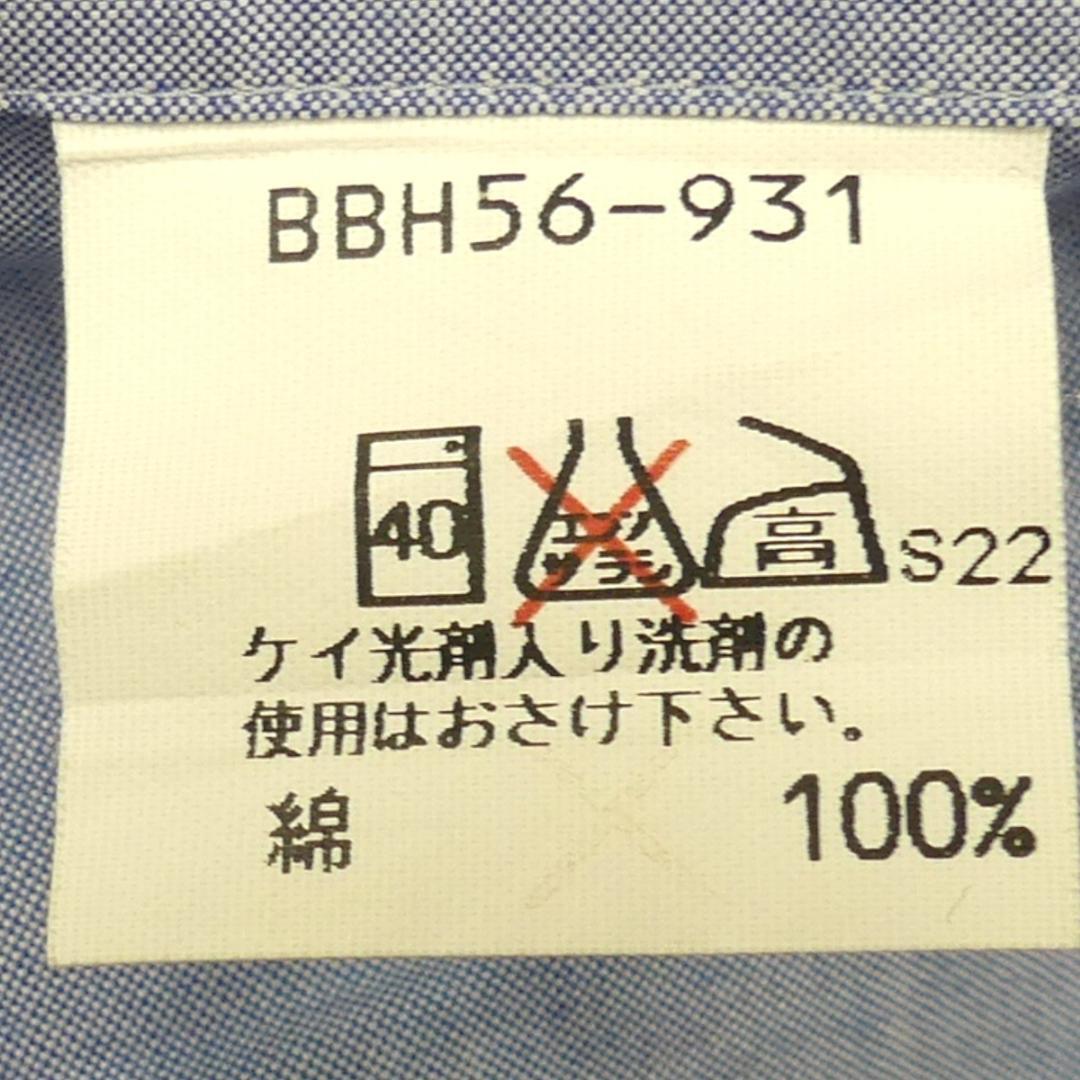 BBH56-931
40 エンソ サラシ 高 S22
ケイ光剤入り洗剤の
使用はおさけ下さい。
綿 100%